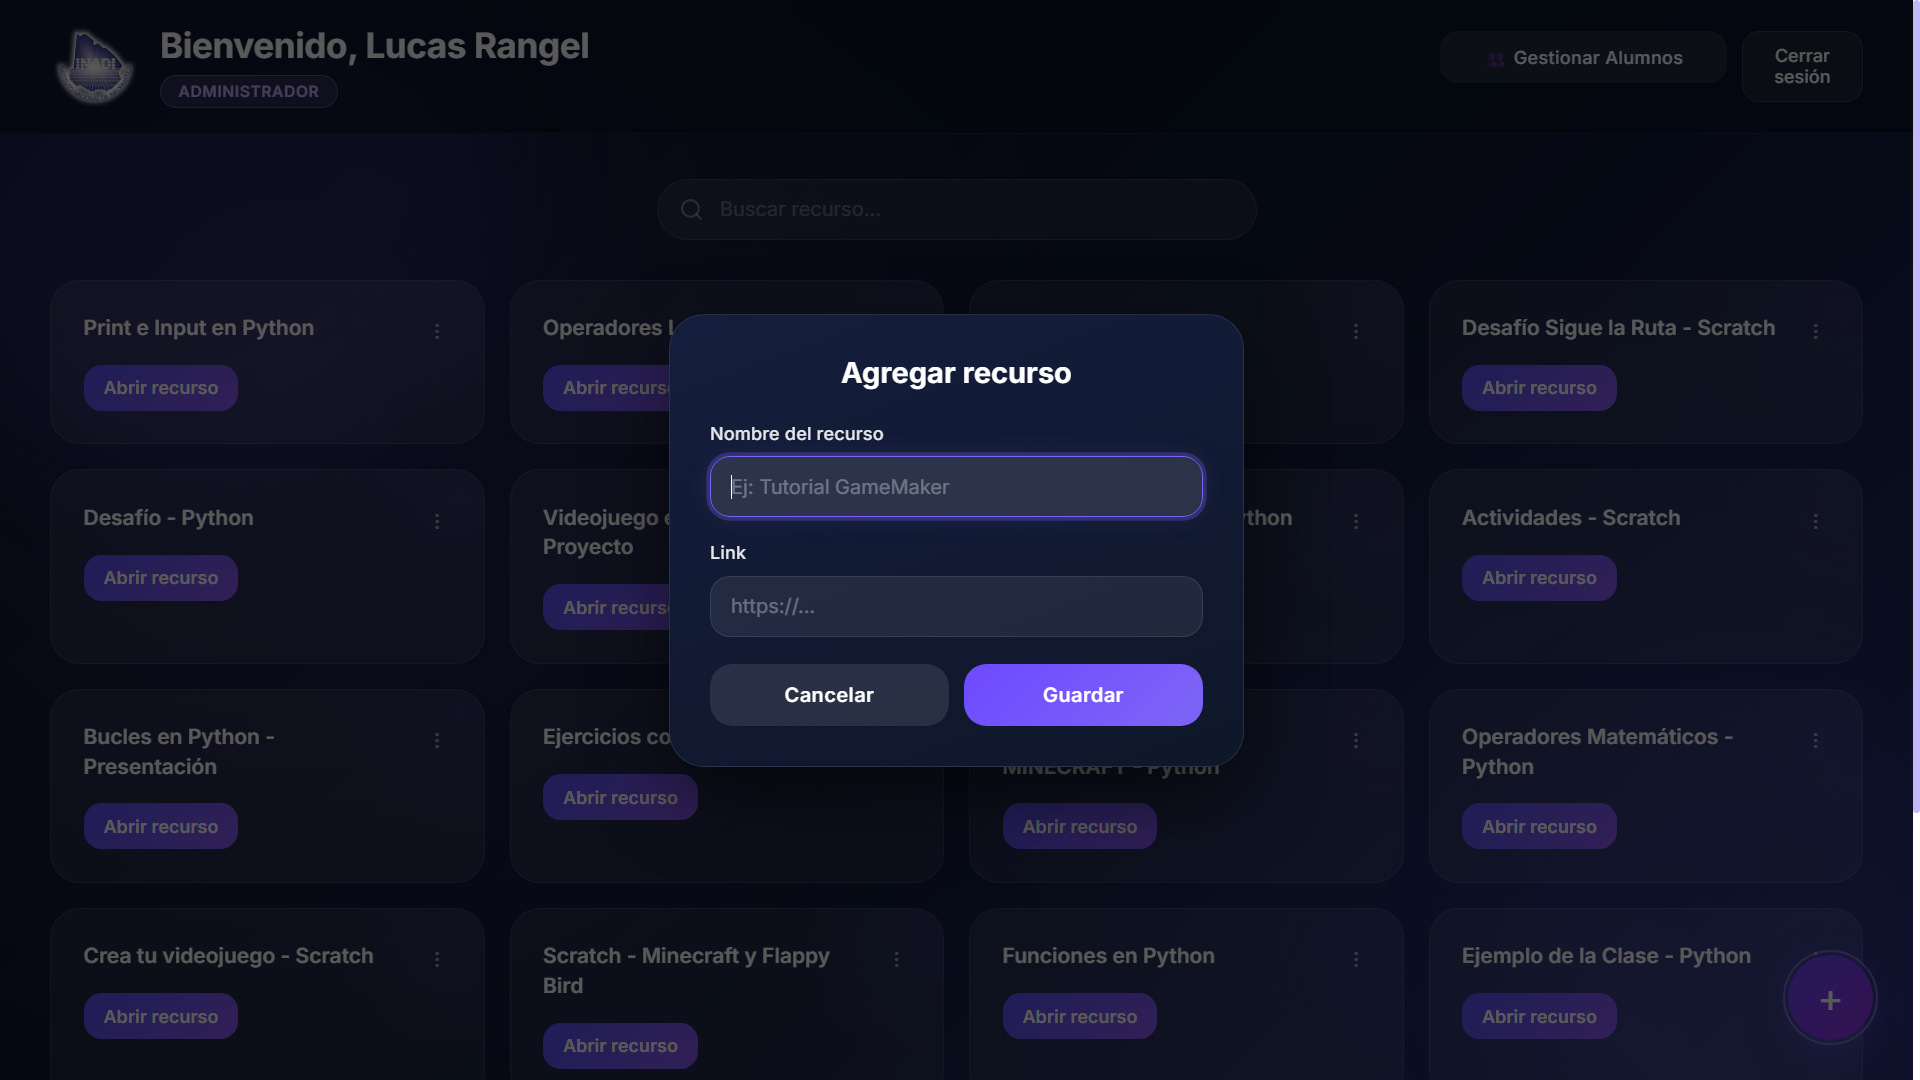 INADI
Bienvenido, Lucas Rangel
ADMINISTRADOR
Gestionar Alumnos
Cerrar
sesión
Buscar recurso...
Print e Input en Python
Abrir recurso
Operadores
Abrir recurso
Desafío Sigue la Ruta - Scratch
Abrir recurso
Agregar recurso
Nombre del recurso
Ej: Tutorial GameMaker
Link
https://...
Cancelar
Guardar
Desafío - Python
Abrir recurso
Videojuego
Proyecto
Abrir recurso
Actividades - Scratch
Abrir recurso
Bucles en Python -
Presentación
Abrir recurso
Ejercicios co
Abrir recurso
MINECRAFT - Python
Abrir recurso
Operadores Matemáticos -
Python
Abrir recurso
Crea tu videojuego - Scratch
Abrir recurso
Scratch - Minecraft y Flappy
Bird
Abrir recurso
Funciones en Python
Abrir recurso
Ejemplo de la Clase - Python
Abrir recurso
+